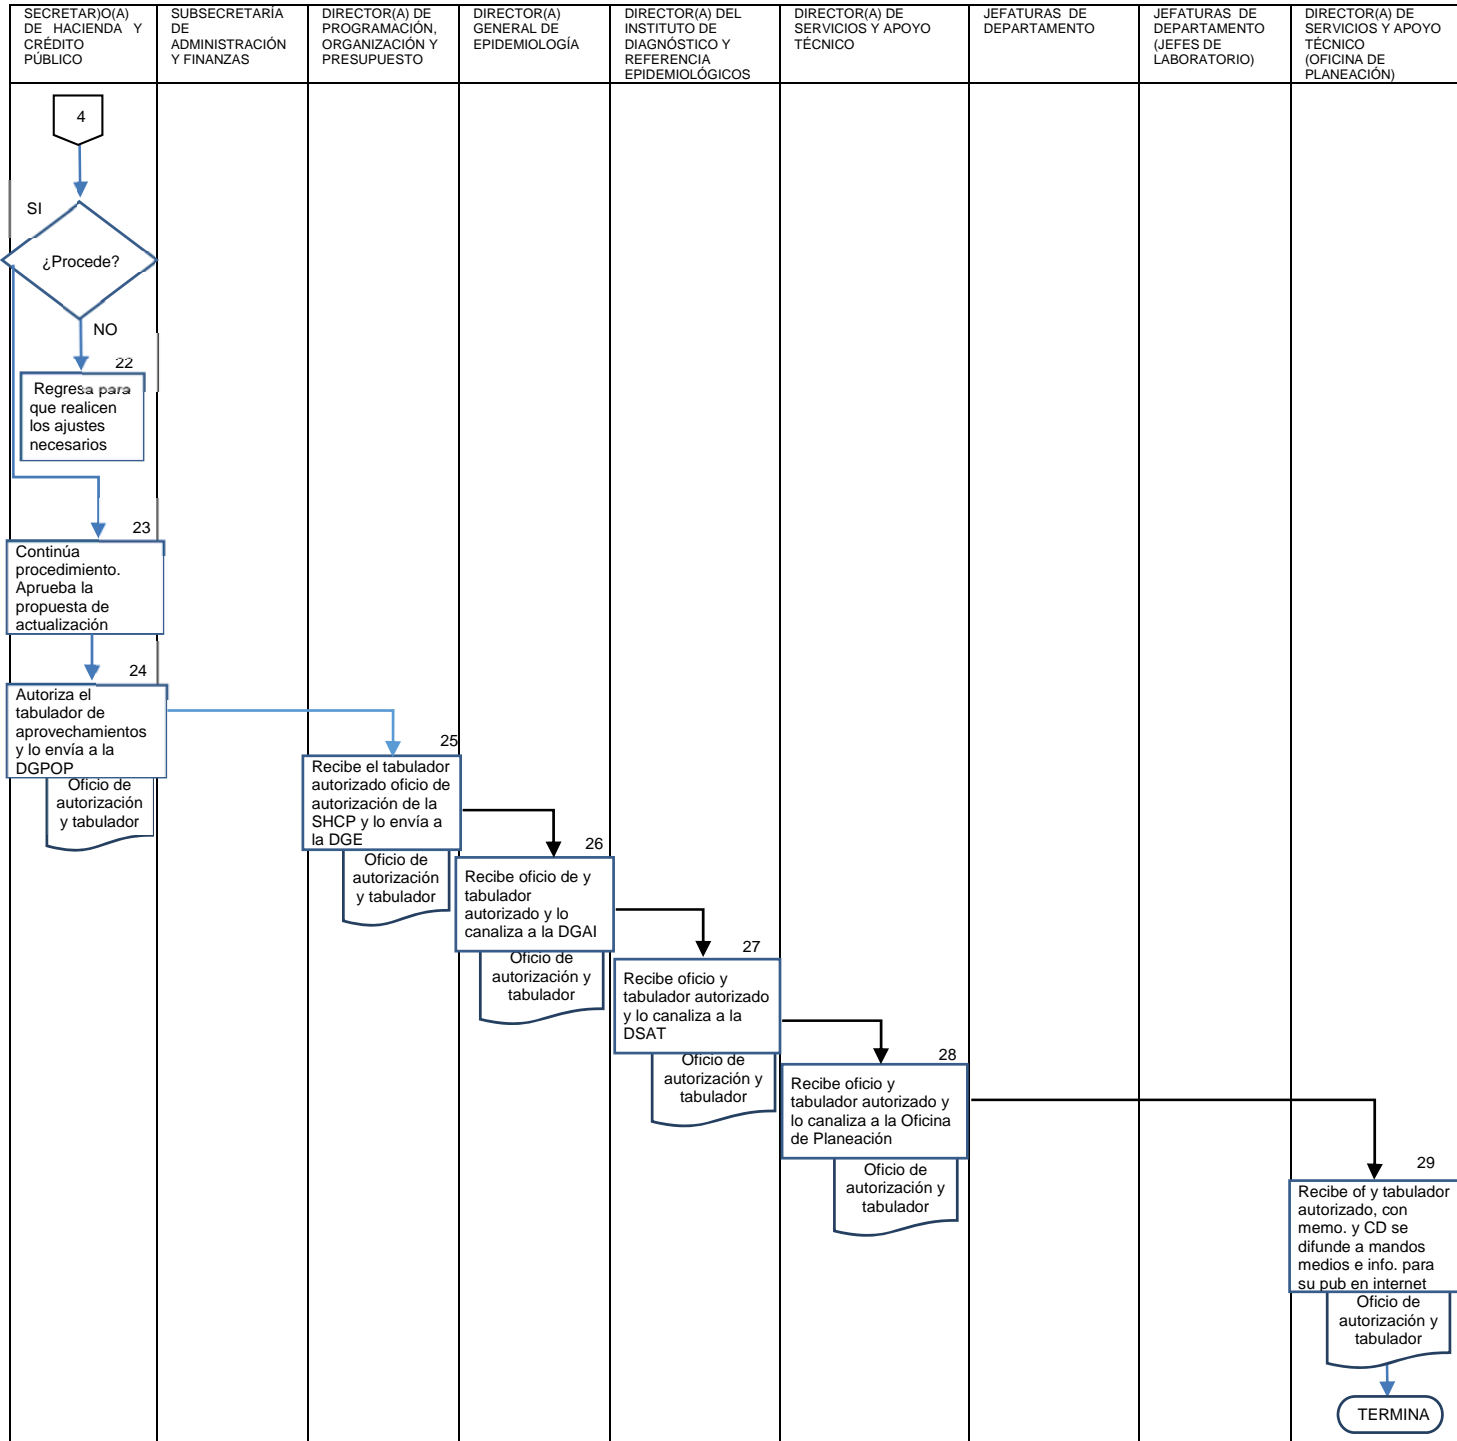 SECRETAR)O(A)
DE HACIENDA Y
CRÉDITO
PÚBLICO
SUBSECRETARÍA
DE
ADMINISTRACIÓN
Y FINANZAS
DIRECTOR(A) DE
PROGRAMACIÓN,
ORGANIZACIÓN Y
PRESUPUESTO
DIRECTOR(A)
GENERAL DE
EPIDEMIOLOGÍA
DIRECTOR(A) DEL
INSTITUTO DE
DIAGNÓSTICO Y
REFERENCIA
EPIDEMIOLÓGICOS
DIRECTOR(A) DE
SERVICIOS Y APOYO
TÉCNICO
JEFATURAS DE
DEPARTAMENTO
JEFATURAS DE
DEPARTAMENTO
(JEFES DE
LABORATORIO)
DIRECTOR(A) DE
SERVICIOS Y APOYO
TÉCNICO
(OFICINA DE
PLANEACIÓN)
4
SI
¿Procede?
NO
22
Regresa para
que realicen
los ajustes
necesarios
23
Continúa
procedimiento.
Aprueba la
propuesta de
actualización
24
Autoriza el
tabulador de
aprovechamientos
y lo envía a la
DGPOP
Oficio de
autorización
y tabulador
25
Recibe el tabulador
autorizado oficio de
autorización de la
SHCP y lo envía a
la DGE
Oficio de
autorización
y tabulador
26
Recibe oficio de y
tabulador
autorizado y lo
canaliza a la DGAI
Oficio de
autorización y
tabulador
27
Recibe oficio y
tabulador autorizado
y lo canaliza a la
DSAT
Oficio de
autorización y
tabulador
28
Recibe oficio y
tabulador autorizado y
lo canaliza a la Oficina
de Planeación
Oficio de
autorización y
tabulador
29
Recibe of y tabulador
autorizado, con
memo. y CD se
difunde a mandos
medios e info. para
su pub en internet
Oficio de
autorización y
tabulador
TERMINA